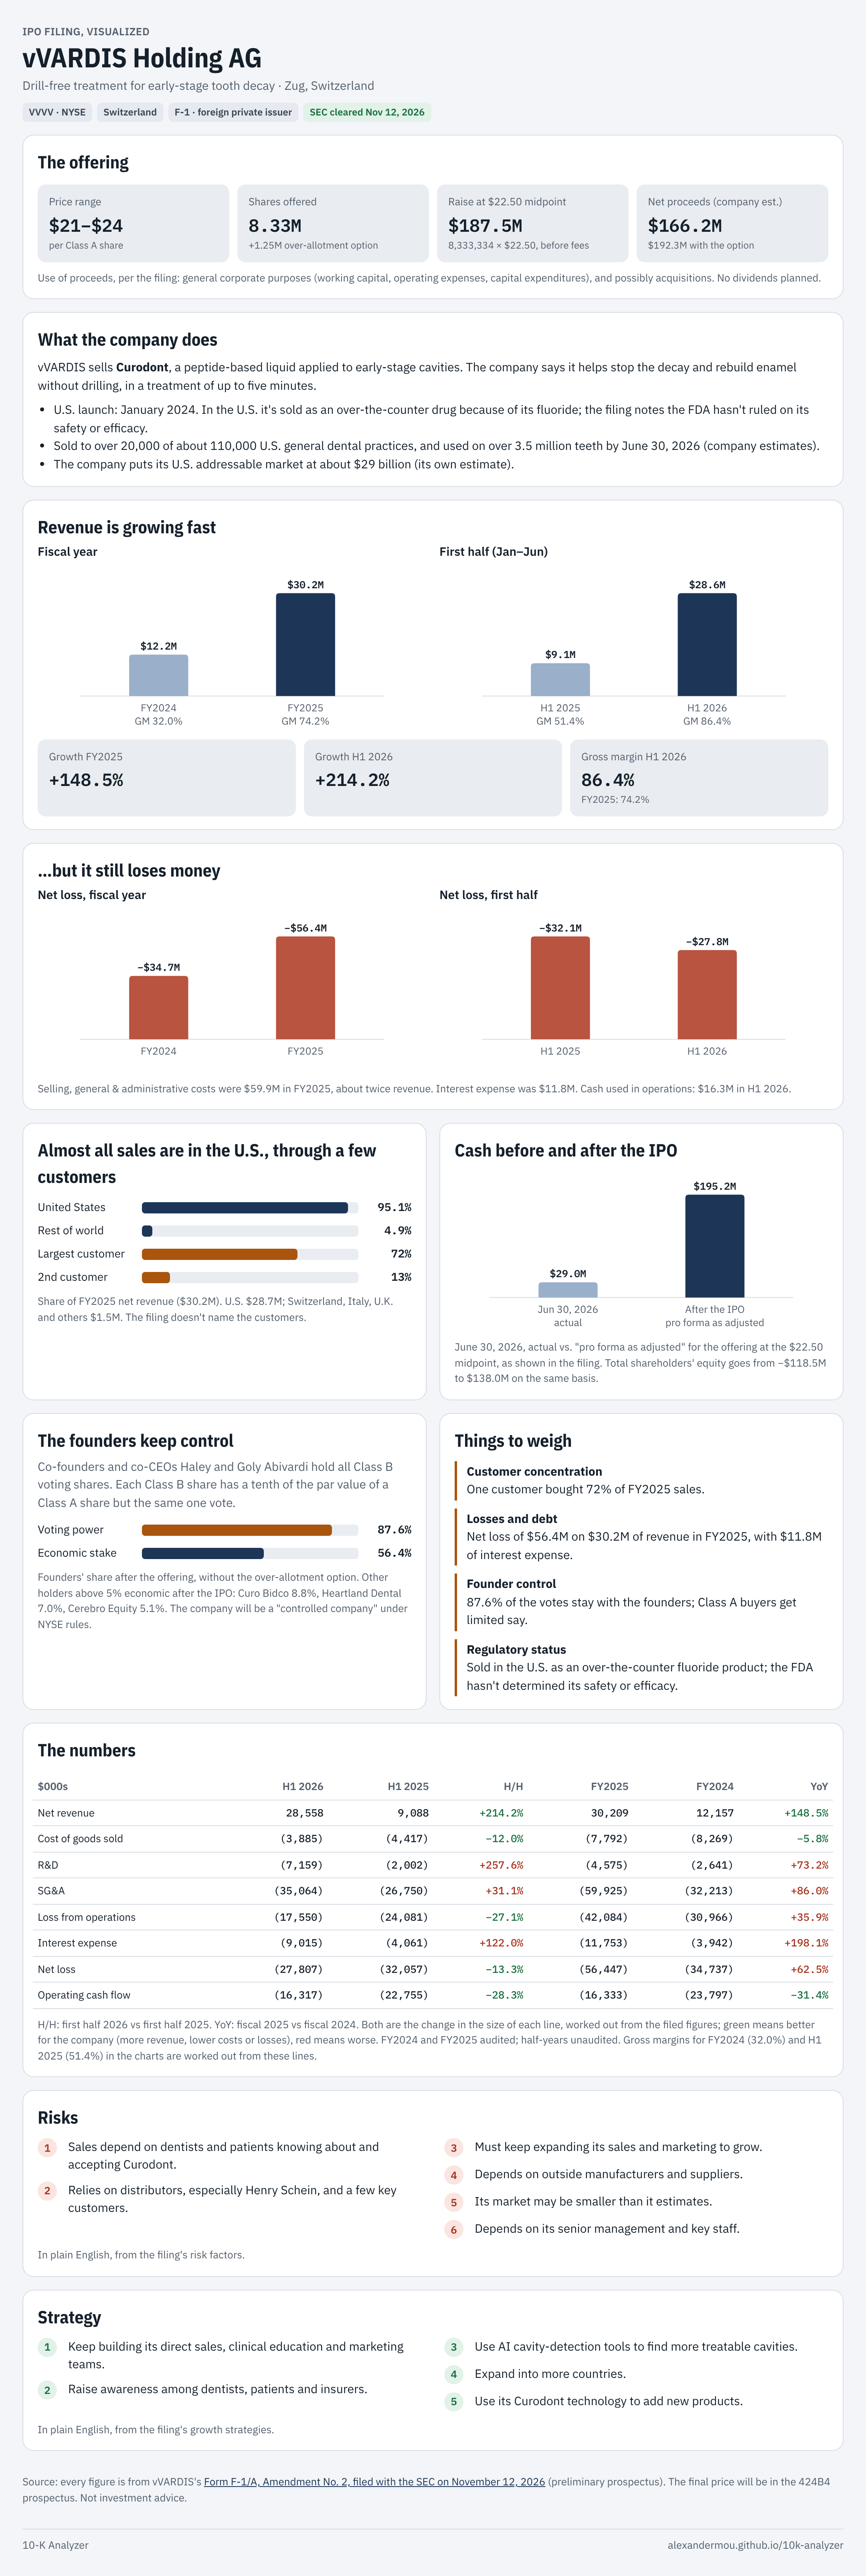 IPO FILING, VISUALIZED
vVARDIS Holding AG
Drill-free treatment for early-stage tooth decay · Zug, Switzerland
VVVV · NYSE
Switzerland
F-1 · foreign private issuer
SEC cleared Nov 12, 2026
The offering
Price range
$21–$24
per Class A share
Shares offered
8.33M
+1.25M over-allotment option
Raise at $22.50 midpoint
$187.5M
8,333,334 × $22.50, before fees
Net proceeds (company est.)
$166.2M
$192.3M with the option
Use of proceeds, per the filing: general corporate purposes (working capital, operating expenses, capital expenditures), and possibly acquisitions. No dividends planned.
What the company does
vVARDIS sells Curodont, a peptide-based liquid applied to early-stage cavities. The company says it helps stop the decay and rebuild enamel
without drilling, in a treatment of up to five minutes.
• U.S. launch: January 2024. In the U.S. it's sold as an over-the-counter drug because of its fluoride; the filing notes the FDA hasn't ruled on its
safety or efficacy.
• Sold to over 20,000 of about 110,000 U.S. general dental practices, and used on over 3.5 million teeth by June 30, 2026 (company estimates).
• The company puts its U.S. addressable market at about $29 billion (its own estimate).
Revenue is growing fast
Fiscal year
$12.2M
$30.2M
FY2024
GM 32.0%
FY2025
GM 74.2%
First half (Jan–Jun)
$9.1M
$28.6M
H1 2025
GM 51.4%
H1 2026
GM 86.4%
Growth FY2025
+148.5%
Growth H1 2026
+214.2%
Gross margin H1 2026
86.4%
FY2025: 74.2%
...but it still loses money
Net loss, fiscal year
−$34.7M
−$56.4M
FY2024
FY2025
Net loss, first half
−$32.1M
−$27.8M
H1 2025
H1 2026
Selling, general & administrative costs were $59.9M in FY2025, about twice revenue. Interest expense was $11.8M. Cash used in operations: $16.3M in H1 2026.
Almost all sales are in the U.S., through a few
customers
United States 95.1%
Rest of world 4.9%
Largest customer 72%
2nd customer 13%
Share of FY2025 net revenue ($30.2M). U.S. $28.7M; Switzerland, Italy, U.K.
and others $1.5M. The filing doesn't name the customers.
Cash before and after the IPO
$29.0M
$195.2M
Jun 30, 2026
actual
After the IPO
pro forma as adjusted
June 30, 2026, actual vs. "pro forma as adjusted" for the offering at the $22.50
midpoint, as shown in the filing. Total shareholders' equity goes from −$118.5M
to $138.0M on the same basis.
The founders keep control
Co-founders and co-CEOs Haley and Goly Abivardi hold all Class B
voting shares. Each Class B share has a tenth of the par value of a
Class A share but the same one vote.
Voting power 87.6%
Economic stake 56.4%
Founders' share after the offering, without the over-allotment option. Other
holders above 5% economic after the IPO: Curo Bidco 8.8%, Heartland Dental
7.0%, Cerebro Equity 5.1%. The company will be a "controlled company" under
NYSE rules.
Things to weigh
Customer concentration
One customer bought 72% of FY2025 sales.
Losses and debt
Net loss of $56.4M on $30.2M of revenue in FY2025, with $11.8M
of interest expense.
Founder control
87.6% of the votes stay with the founders; Class A buyers get
limited say.
Regulatory status
Sold in the U.S. as an over-the-counter fluoride product; the FDA
hasn't determined its safety or efficacy.
The numbers
$000s H1 2026 H1 2025 H/H FY2025 FY2024 YoY
Net revenue 28,558 9,088 +214.2% 30,209 12,157 +148.5%
Cost of goods sold (3,885) (4,417) −12.0% (7,792) (8,269) −5.8%
R&D (7,159) (2,002) +257.6% (4,575) (2,641) +73.2%
SG&A (35,064) (26,750) +31.1% (59,925) (32,213) +86.0%
Loss from operations (17,550) (24,081) −27.1% (42,084) (30,966) +35.9%
Interest expense (9,015) (4,061) +122.0% (11,753) (3,942) +198.1%
Net loss (27,807) (32,057) −13.3% (56,447) (34,737) +62.5%
Operating cash flow (16,317) (22,755) −28.3% (16,333) (23,797) −31.4%
H/H: first half 2026 vs first half 2025. YoY: fiscal 2025 vs fiscal 2024. Both are the change in the size of each line, worked out from the filed figures; green means better
for the company (more revenue, lower costs or losses), red means worse. FY2024 and FY2025 audited; half-years unaudited. Gross margins for FY2024 (32.0%) and H1
2025 (51.4%) in the charts are worked out from these lines.
Risks
1 Sales depend on dentists and patients knowing about and
accepting Curodont.
2 Relies on distributors, especially Henry Schein, and a few key
customers.
3 Must keep expanding its sales and marketing to grow.
4 Depends on outside manufacturers and suppliers.
5 Its market may be smaller than it estimates.
6 Depends on its senior management and key staff.
In plain English, from the filing's risk factors.
Strategy
1 Keep building its direct sales, clinical education and marketing
teams.
2 Raise awareness among dentists, patients and insurers.
3 Use AI cavity-detection tools to find more treatable cavities.
4 Expand into more countries.
5 Use its Curodont technology to add new products.
In plain English, from the filing's growth strategies.
Source: every figure is from vVARDIS's Form F-1/A, Amendment No. 2, filed with the SEC on November 12, 2026 (preliminary prospectus). The final price will be in the 424B4
prospectus. Not investment advice.
10-K Analyzer
alexandermou.github.io/10k-analyzer